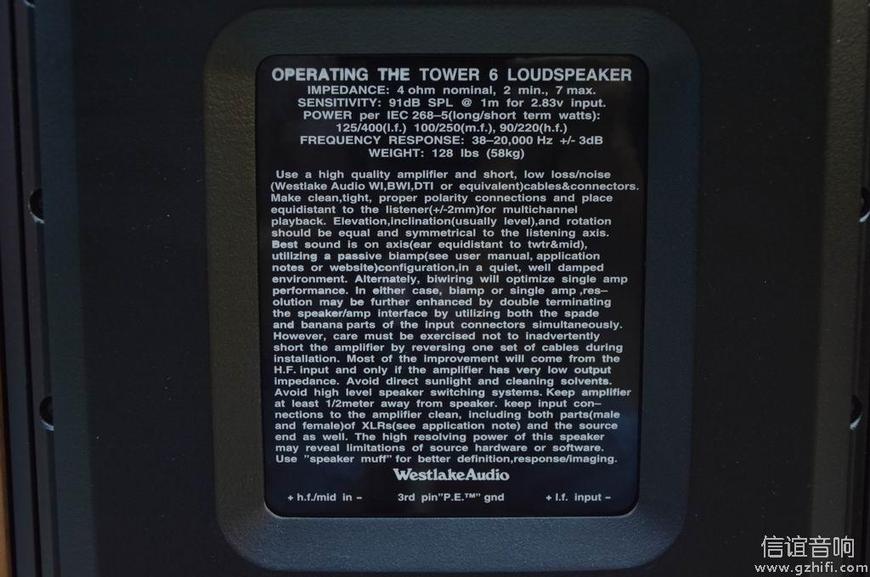 OPERATING THE TOWER 6 LOUDSPEAKER
IMPEDANCE: 4 ohm nominal, 2 min., 7 max.
SENSITIVITY: 91dB SPL @ 1m for 2.83v input.
POWER per IEC 268–5(long/short term watts):
125/400(l.f.) 100/250(m.f.), 90/220(h.f.)
FREQUENCY RESPONSE: 38–20,000 Hz +/- 3dB
WEIGHT: 128 lbs (58kg)
Use a high quality amplifier and short, low loss/noise
(Westlake Audio WI,BWI,DTI or equivalent)cables&connectors.
Make clean,tight, proper polarity connections and place
equidistant to the listener(+/-2mm)for multichannel
playback. Elevation,inclination(usually level),and rotation
should be equal and symmetrical to the listening axis.
Best sound is on axis(ear equidistant to twtr&mid),
utilizing a passive biamp(see user manual, application
notes or website)configuration,in a quiet, well damped
environment. Alternately, biwiring will optimize single amp
performance. In either case, biamp or single amp ,res–
olution may be further enhanced by double terminating
the speaker/amp interface by utilizing both the spade
and banana parts of the input connectors simultaneously.
However, care must be exercised not to inadvertently
short the amplifier by reversing one set of cables during
installation. Most of the improvement will come from the
H.F. input and only if the amplifier has very low output
impedance. Avoid direct sunlight and cleaning solvents.
Avoid high level speaker switching systems. Keep amplifier
at least 1/2meter away from speaker. keep input con–
nections to the amplifier clean, including both parts(male
and female)of XLRs(see application note) and the source
end as well. The high resolving power of this speaker
may reveal limitations of source hardware or software.
Use "speaker muff" for better definition,response/imaging.
WestlakeAudio
+ h.f./mid in – 3rd pin"P.E.™" gnd + l.f. input –
信谊音响
www.gzhifi.com